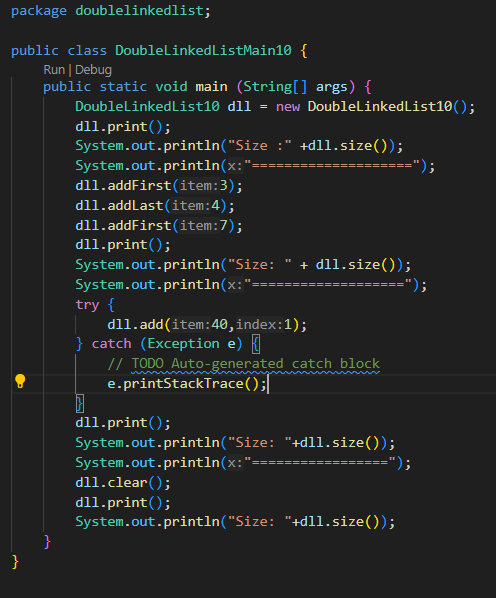 package doublelinkedlist;
public class DoubleLinkedListMain10 {
Run | Debug
public static void main (String[] args) {
DoubleLinkedList10 dll = new DoubleLinkedList10();
dll.print();
System.out.println("Size :" +dll.size());
System.out.println(x:"====================");
dll.addFirst(item:3);
dll.addLast(item:4);
dll.addFirst(item:7);
dll.print();
System.out.println("Size: " + dll.size());
System.out.println(x:"===================");
try {
dll.add(item:40,index:1);
} catch (Exception e) {
// TODO Auto-generated catch block
e.printStackTrace();
}
dll.print();
System.out.println("Size: "+dll.size());
System.out.println(x:"=================");
dll.clear();
dll.print();
System.out.println("Size: "+dll.size());
}
}